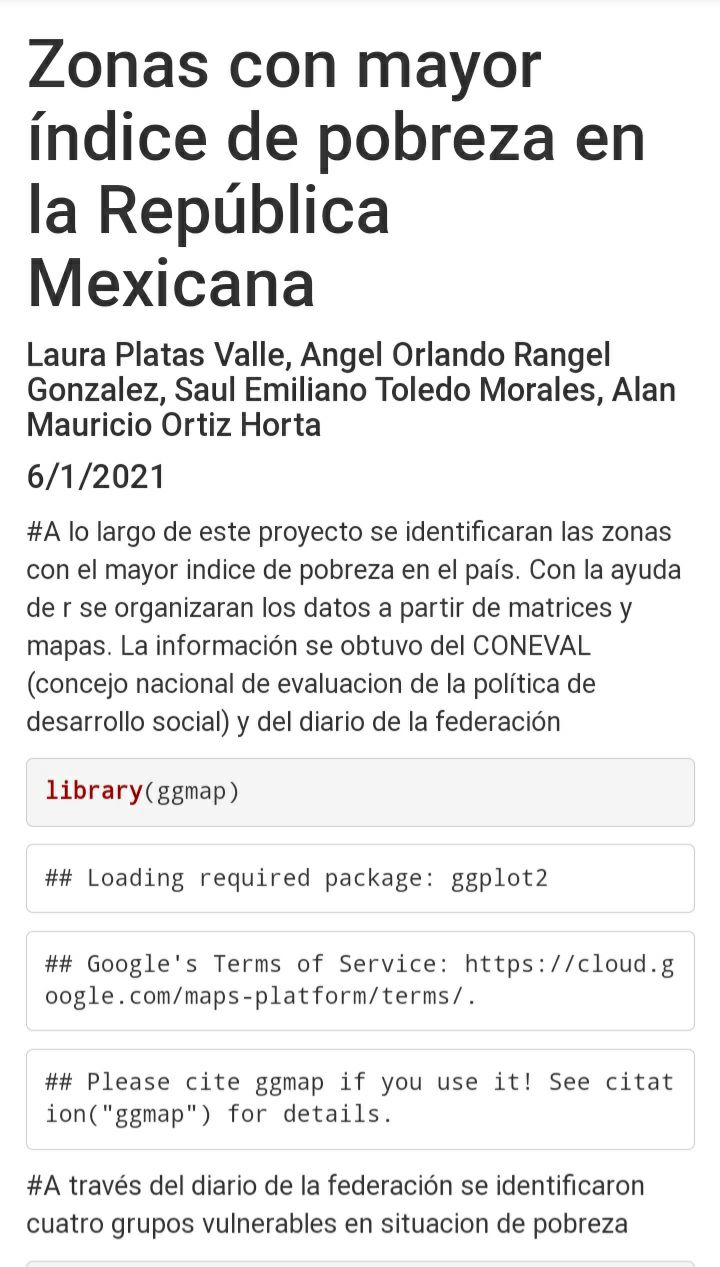 Zonas con mayor
índice de pobreza en
la República
Mexicana
Laura Platas Valle, Angel Orlando Rangel
Gonzalez, Saul Emiliano Toledo Morales, Alan
Mauricio Ortiz Horta
6/1/2021
#A lo largo de este proyecto se identificaran las zonas
con el mayor indice de pobreza en el país. Con la ayuda
de r se organizaran los datos a partir de matrices y
mapas. La información se obtuvo del CONEVAL
(concejo nacional de evaluacion de la política de
desarrollo social) y del diario de la federación
library(ggmap)
## Loading required package: ggplot2
## Google's Terms of Service: https://cloud.g
oogle.com/maps-platform/terms/.
## Please cite ggmap if you use it! See citat
ion("ggmap") for details.
#A través del diario de la federación se identificaron
cuatro grupos vulnerables en situacion de pobreza